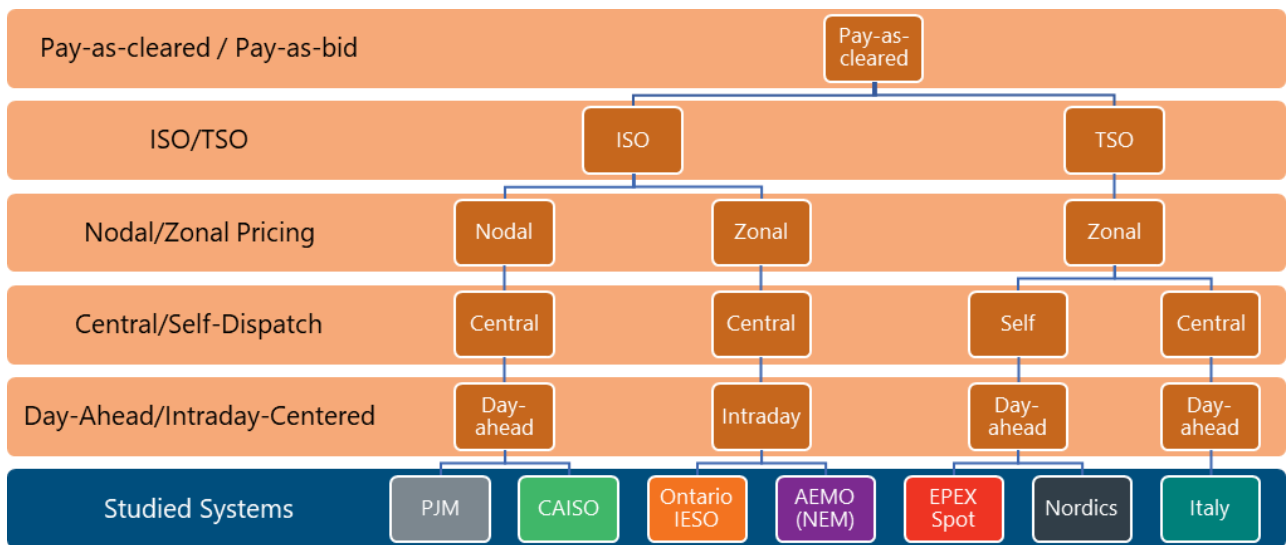 Pay-as-cleared / Pay-as-bid
Pay-as-
cleared
ISO/TSO
ISO
TSO
Nodal/Zonal Pricing
Nodal
Zonal
Zonal
Central/Self-Dispatch
Central
Central
Self
Central
Day-Ahead/Intraday-Centered
Day-
ahead
Intraday
Day-
ahead
Day-
ahead
Studied Systems
PJM
CAISO
Ontario
IESO
AEMO
(NEM)
EPEX
Spot
Nordics
Italy